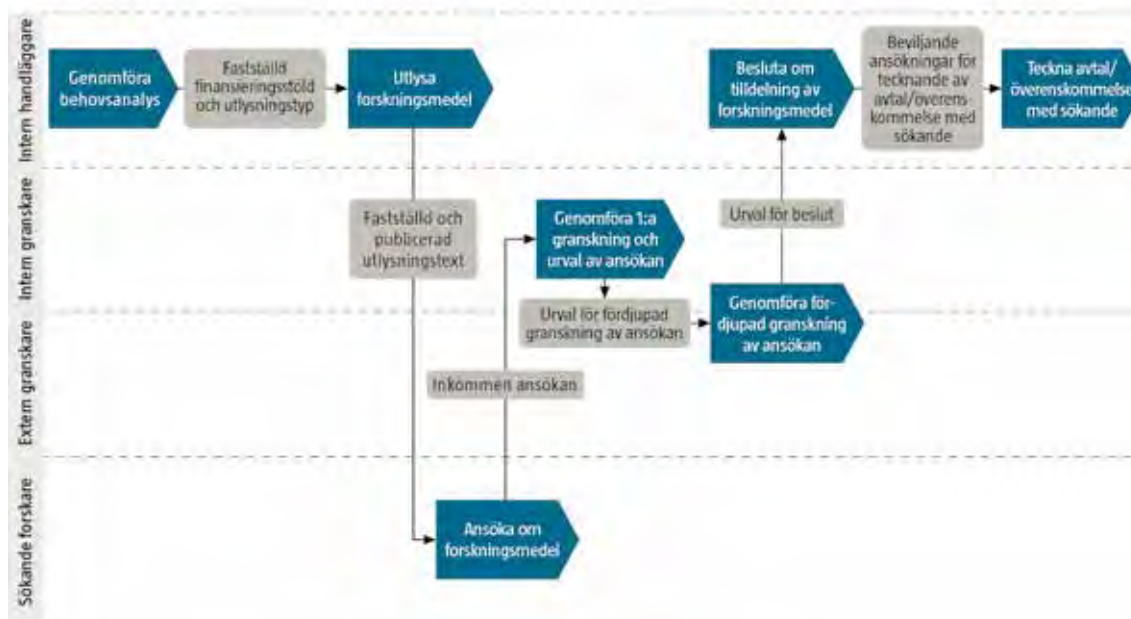 Intern handläggare
Genomföra
behovsanalys
Fastställd
finansieringsstöd
och utlysningstyp
Utlysa
forskningsmedel
Besluta om
tilldelning av
forskningsmedel
Beviljande
ansökningar för
tecknande av
avtal/överens-
kommelse med
sökande
Teckna avtal/
överenskommelse
med sökande
Intern granskare
Fastställd och
publicerad
utlysningstext
Genomföra 1:a
granskning och
urval av ansökan
Urval för beslut
Urval för fördjupad
granskning av ansökan
Genomföra för-
djupad granskning
av ansökan
Extern granskare
Inkommen ansökan
Sökande forskare
Ansöka om
forskningsmedel